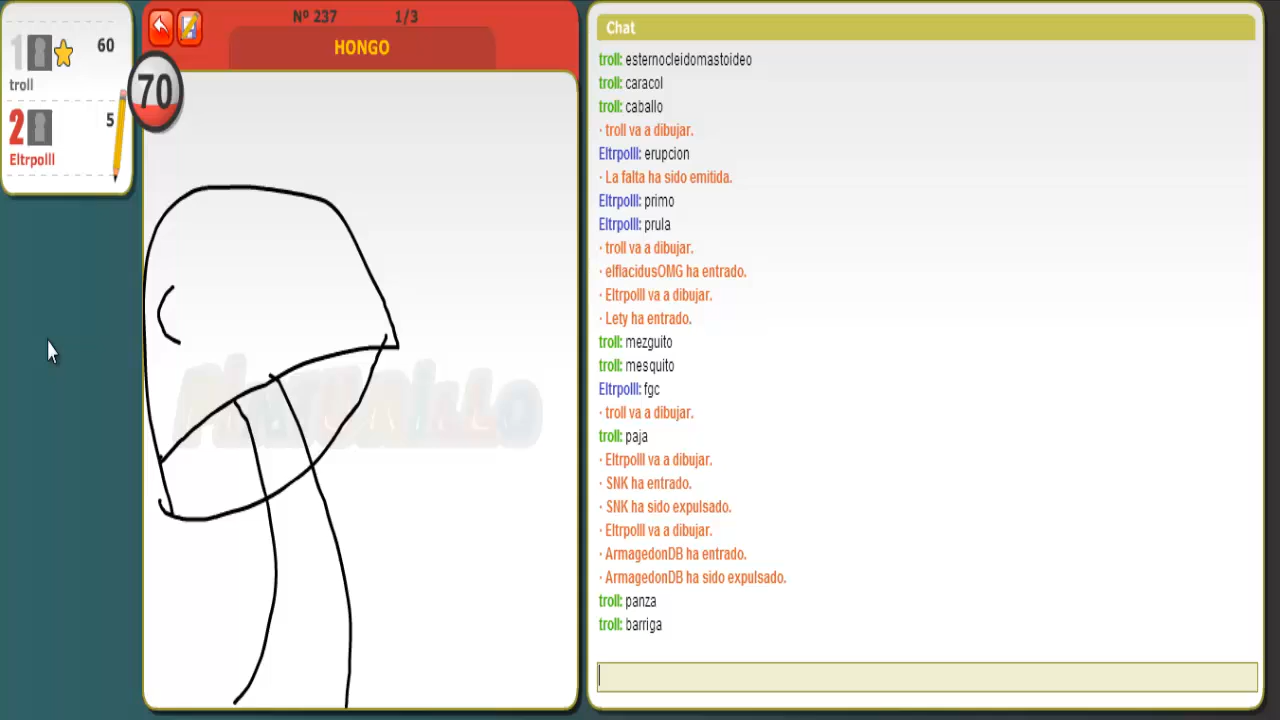 1 60
troll
2 5
Eltrpolll
70
Nº 237 1/3
HONGO
Chat
troll: esternocleidomastoideo
troll: caracol
troll: caballo
· troll va a dibujar.
Eltrpolll: erupcion
· La falta ha sido emitida.
Eltrpolll: primo
Eltrpolll: prula
· troll va a dibujar.
· elflacidusOMG ha entrado.
· Eltrpolll va a dibujar.
· Lety ha entrado.
troll: mezguito
troll: mesquito
Eltrpolll: fgc
· troll va a dibujar.
troll: paja
· Eltrpolll va a dibujar.
· SNK ha entrado.
· SNK ha sido expulsado.
· Eltrpolll va a dibujar.
· ArmagedonDB ha entrado.
· ArmagedonDB ha sido expulsado.
troll: panza
troll: barriga